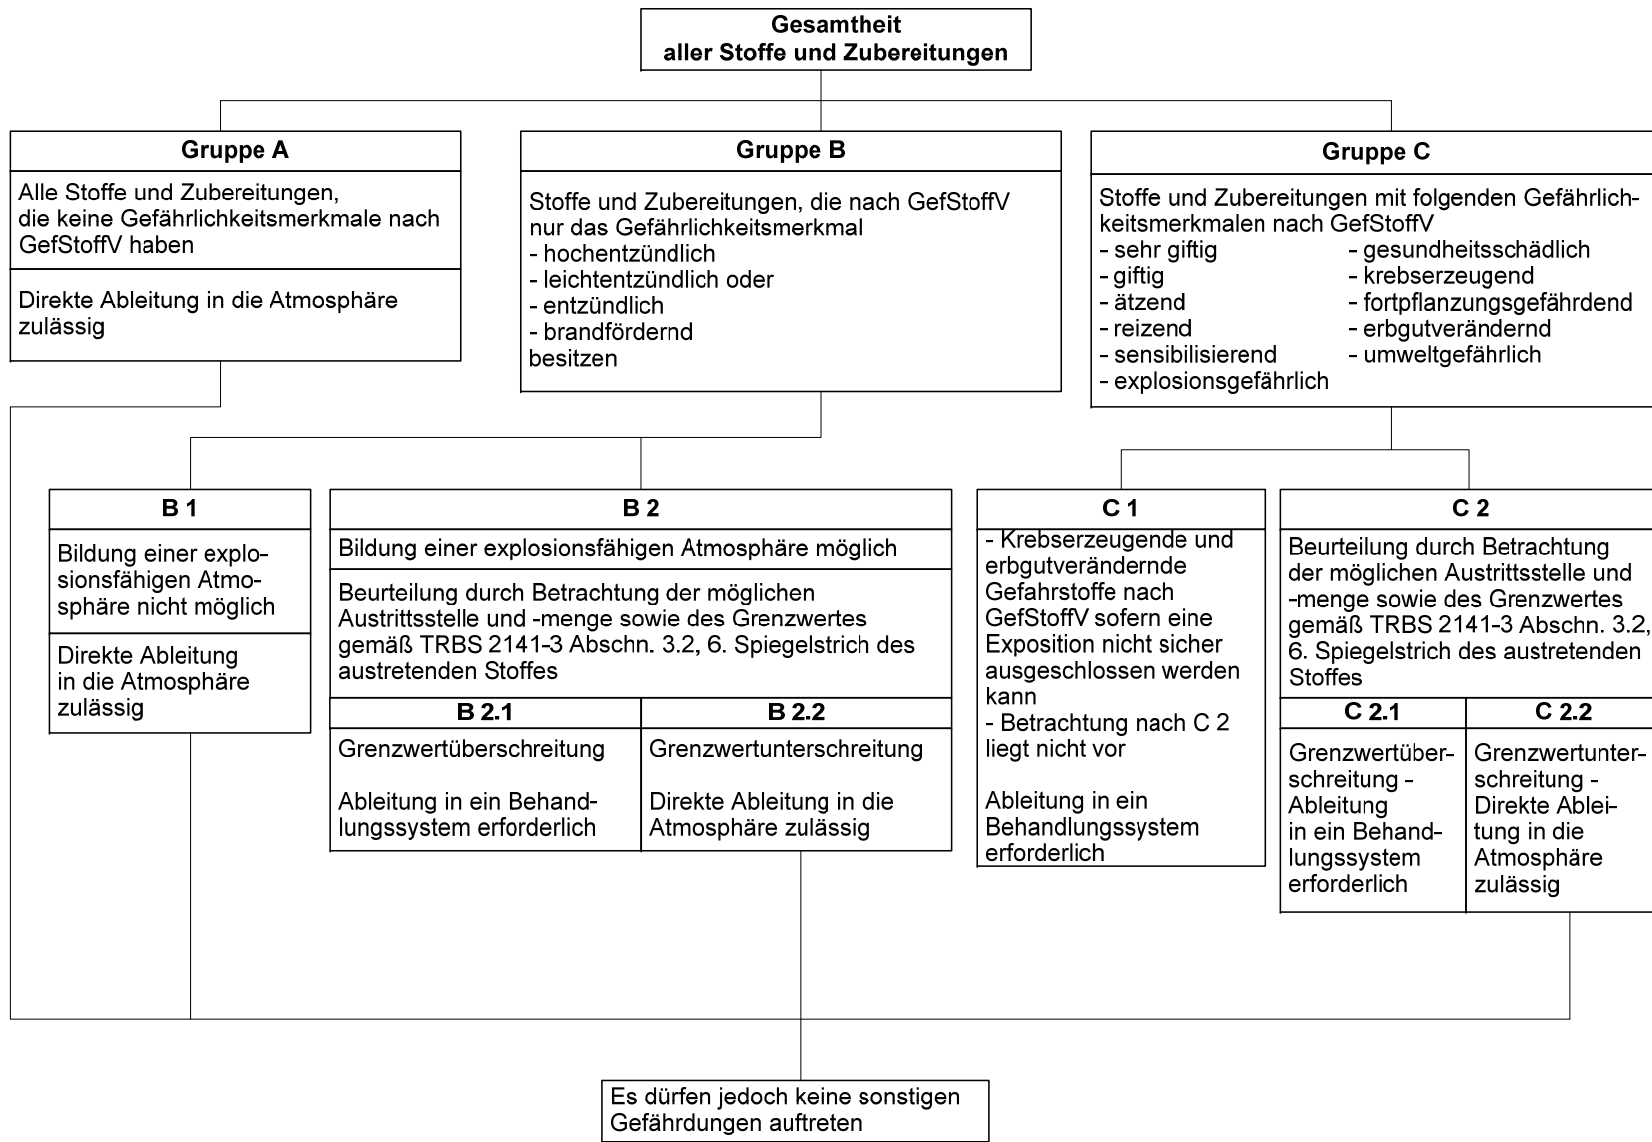 Gesamtheit
aller Stoffe und Zubereitungen
Gruppe A
Alle Stoffe und Zubereitungen,
die keine Gefährlichkeitsmerkmale nach
GefStoffV haben
Direkte Ableitung in die Atmosphäre
zulässig
Gruppe B
Stoffe und Zubereitungen, die nach GefStoffV
nur das Gefährlichkeitsmerkmal
- hochentzündlich
- leichtentzündlich oder
- entzündlich
- brandfördernd
besitzen
Gruppe C
Stoffe und Zubereitungen mit folgenden Gefährlich-
keitsmerkmalen nach GefStoffV
- sehr giftig
- giftig
- ätzend
- reizend
- sensibilisierend
- explosionsgefährlich
- gesundheitsschädlich
- krebserzeugend
- fortpflanzungsgefährdend
- erbgutverändernd
- umweltgefährlich
B 1
Bildung einer explo-
sionsfähigen Atmo-
sphäre nicht möglich
Direkte Ableitung
in die Atmosphäre
zulässig
B 2
Bildung einer explosionsfähigen Atmosphäre möglich
Beurteilung durch Betrachtung der möglichen
Austrittsstelle und -menge sowie des Grenzwertes
gemäß TRBS 2141-3 Abschn. 3.2, 6. Spiegelstrich des
austretenden Stoffes
B 2.1
Grenzwertüberschreitung
Ableitung in ein Behand-
lungssystem erforderlich
B 2.2
Grenzwertunterschreitung
Direkte Ableitung in die
Atmosphäre zulässig
C 1
- Krebserzeugende und
erbgutverändernde
Gefahrstoffe nach
GefStoffV sofern eine
Exposition nicht sicher
ausgeschlossen werden
kann
- Betrachtung nach C 2
liegt nicht vor
Ableitung in ein
Behandlungssystem
erforderlich
C 2
Beurteilung durch Betrachtung
der möglichen Austrittsstelle und
-menge sowie des Grenzwertes
gemäß TRBS 2141-3 Abschn. 3.2,
6. Spiegelstrich des austretenden
Stoffes
C 2.1
Grenzwertüber-
schreitung -
Ableitung
in ein Behand-
lungssystem
erforderlich
C 2.2
Grenzwertunter-
schreitung -
Direkte Ablei-
tung in die
Atmosphäre
zulässig
Es dürfen jedoch keine sonstigen
Gefährdungen auftreten